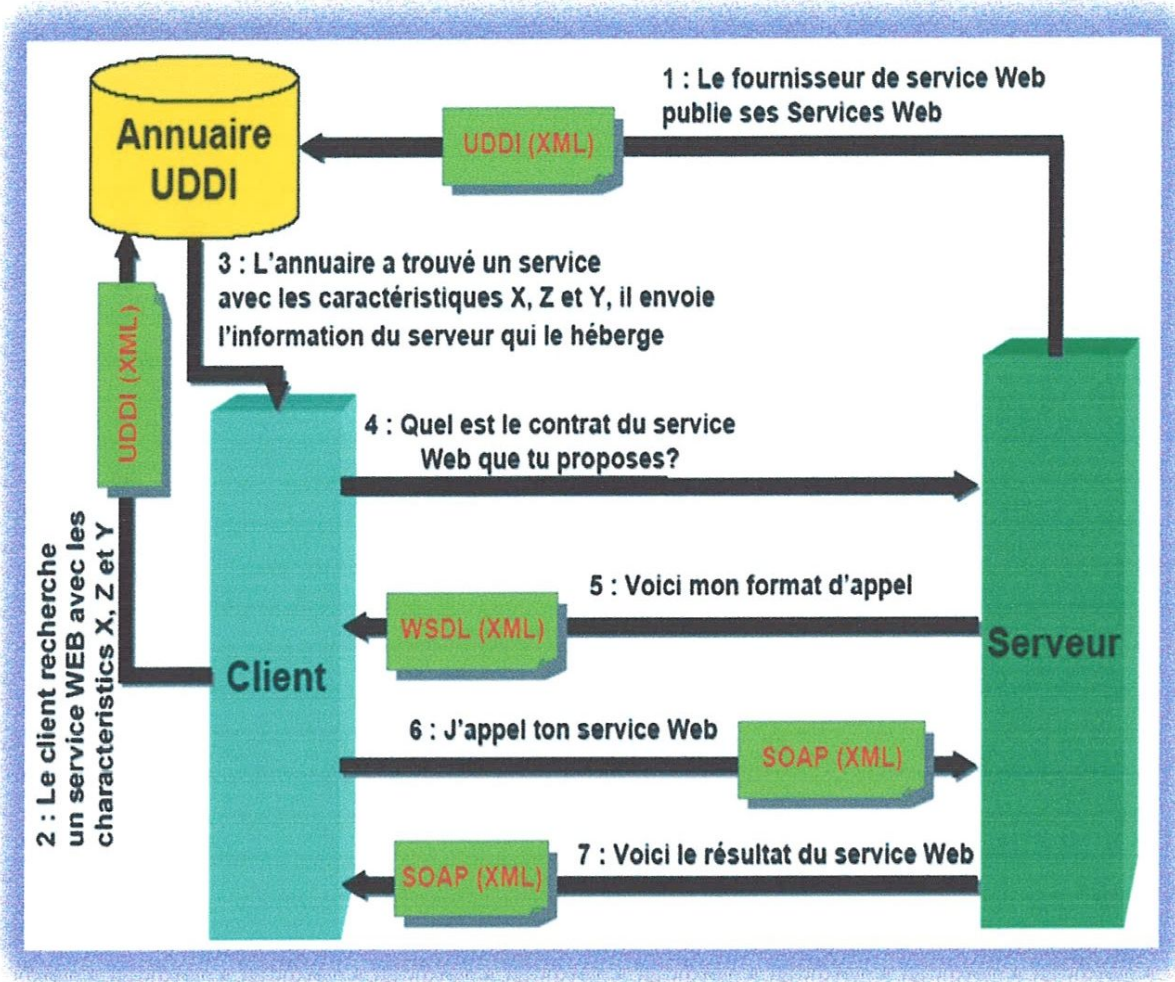 Annuaire
UDDI
1 : Le fournisseur de service Web
publie ses Services Web
UDDI (XML)
UDDI (XML)
2 : Le client recherche
un service WEB avec les
characteristics X, Z et Y
3 : L'annuaire a trouvé un service
avec les caractéristiques X, Z et Y, il envoie
l'information du serveur qui le héberge
4 : Quel est le contrat du service
Web que tu proposes?
5 : Voici mon format d'appel
WSDL (XML)
Client
Serveur
6 : J'appel ton service Web
SOAP (XML)
7 : Voici le résultat du service Web
SOAP (XML)